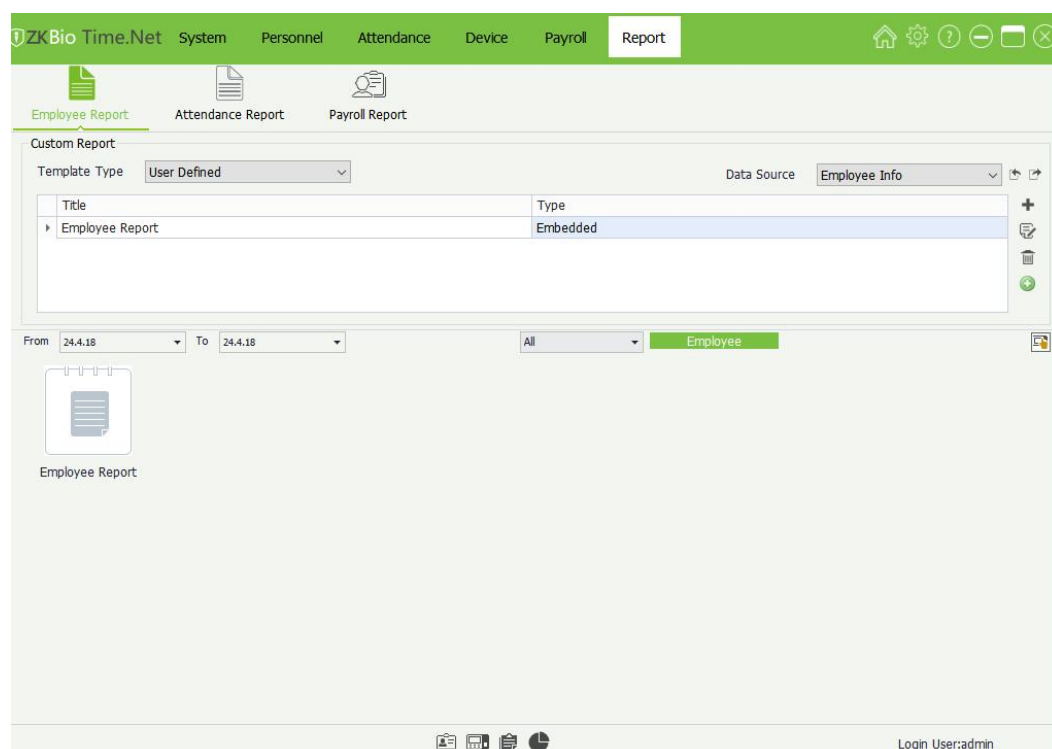 ZKBio Time.Net System Personnel Attendance Device Payroll Report
Employee Report Attendance Report Payroll Report
Custom Report
Template Type User Defined Data Source Employee Info
Title Type
Employee Report Embedded
From 24.4.18 To 24.4.18 All Employee
Employee Report
Login User:admin